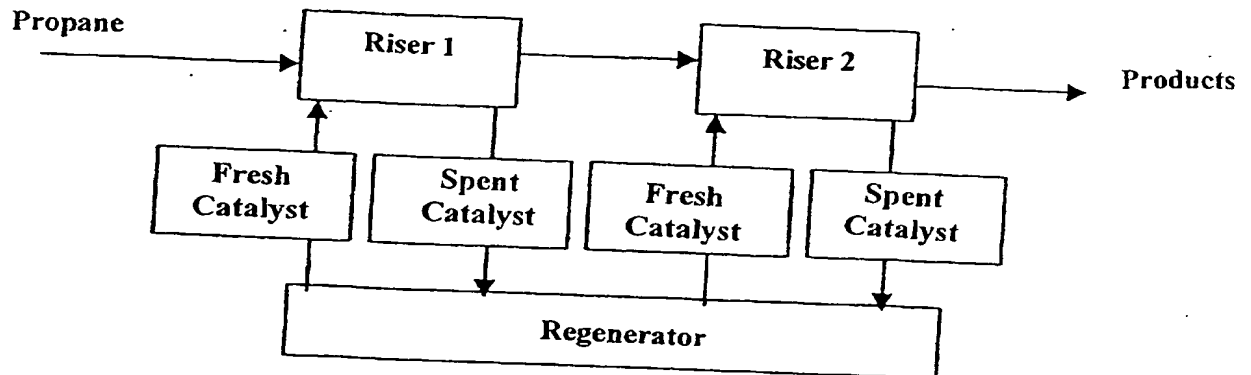 Propane
Riser 1
Riser 2
Products
Fresh
Catalyst
Spent
Catalyst
Fresh
Catalyst
Spent
Catalyst
Regenerator